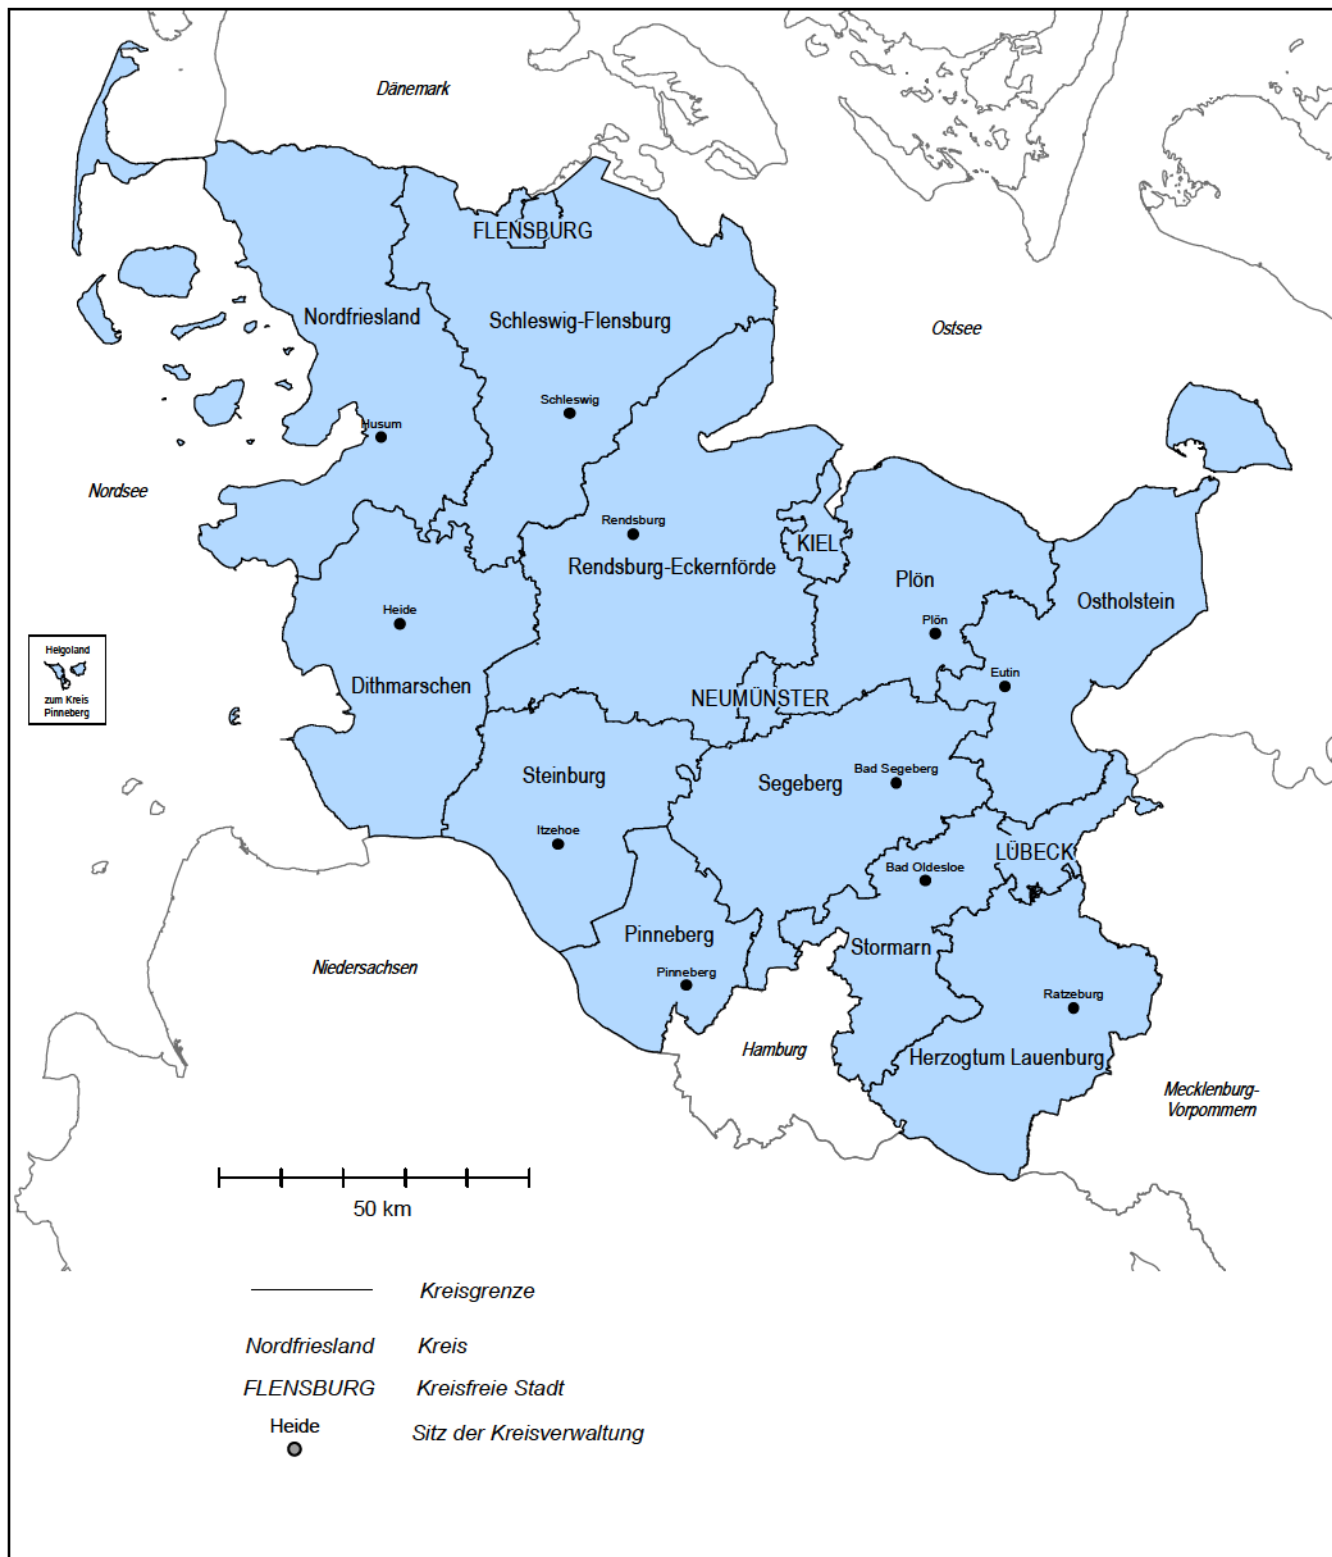 Dänemark
FLENSBURG
Nordfriesland
Schleswig-Flensburg
Ostsee
Schleswig
Husum
Nordsee
Rendsburg
KIEL
Rendsburg-Eckernförde
Plön
Ostholstein
Heide
Plön
Helgoland
zum Kreis
Pinneberg
Eutin
Dithmarschen
NEUMÜNSTER
Steinburg
Segeberg
Bad Segeberg
Itzehoe
LÜBECK
Bad Oldesloe
Pinneberg
Stormarn
Niedersachsen
Pinneberg
Ratzeburg
Hamburg
Herzogtum Lauenburg
Mecklenburg-
Vorpommern
50 km
Kreisgrenze
Nordfriesland Kreis
FLENSBURG Kreisfreie Stadt
Heide
Sitz der Kreisverwaltung